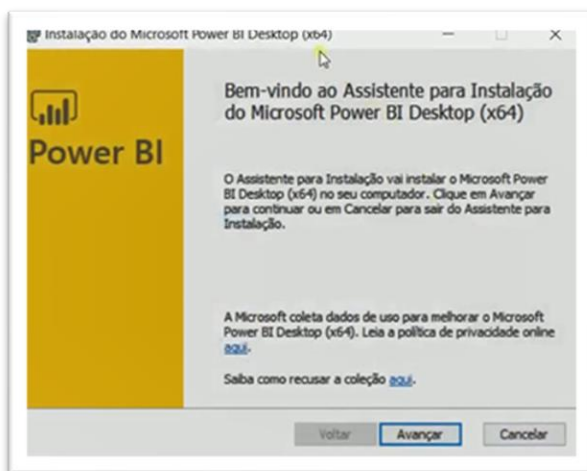 Instalação do Microsoft Power BI Desktop (x64)
Power BI
Bem-vindo ao Assistente para Instalação
do Microsoft Power BI Desktop (x64)
O Assistente para Instalação vai instalar o Microsoft Power
BI Desktop (x64) no seu computador. Clique em Avançar
para continuar ou em Cancelar para sair do Assistente para
Instalação.
A Microsoft coleta dados de uso para melhorar o Microsoft
Power BI Desktop (x64). Leia a política de privacidade online
aqui.
Saiba como recusar a coleção aqui.
Voltar Avançar Cancelar